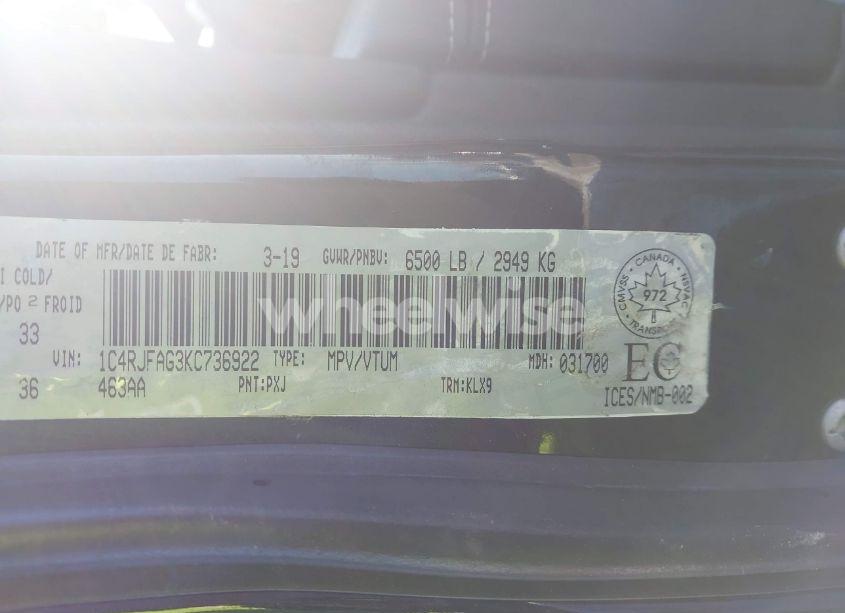 DATE OF MFR/DATE DE FABR: 3-19 GVWR/PNBV: 6500 LB / 2949 KG
I COLD/
/PO 2 FROID
33
wheelwise
CMVSS • CANADA • NSVAC
972
TRANSPORT
VIN: 1C4RJFAG3KC736922 TYPE: MPV/VTUM MDH: 031700
EC
36 463AA PNT:PXJ TRM:KLX9 ICES/NMB-002